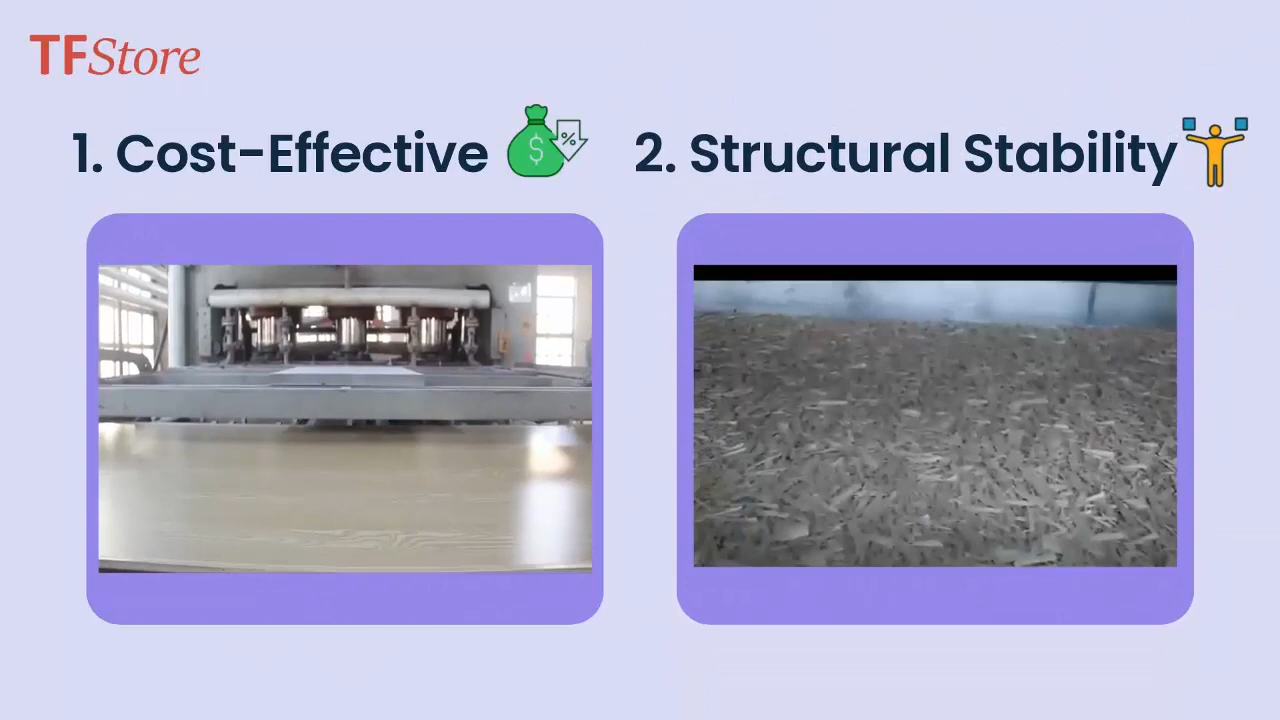 TFStore
1. Cost-Effective
$
%
2. Structural Stability